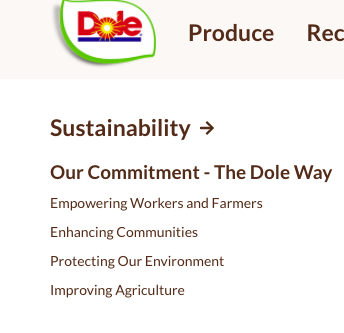 Dole
Produce
Sustainability →
Our Commitment - The Dole Way
Empowering Workers and Farmers
Enhancing Communities
Protecting Our Environment
Improving Agriculture